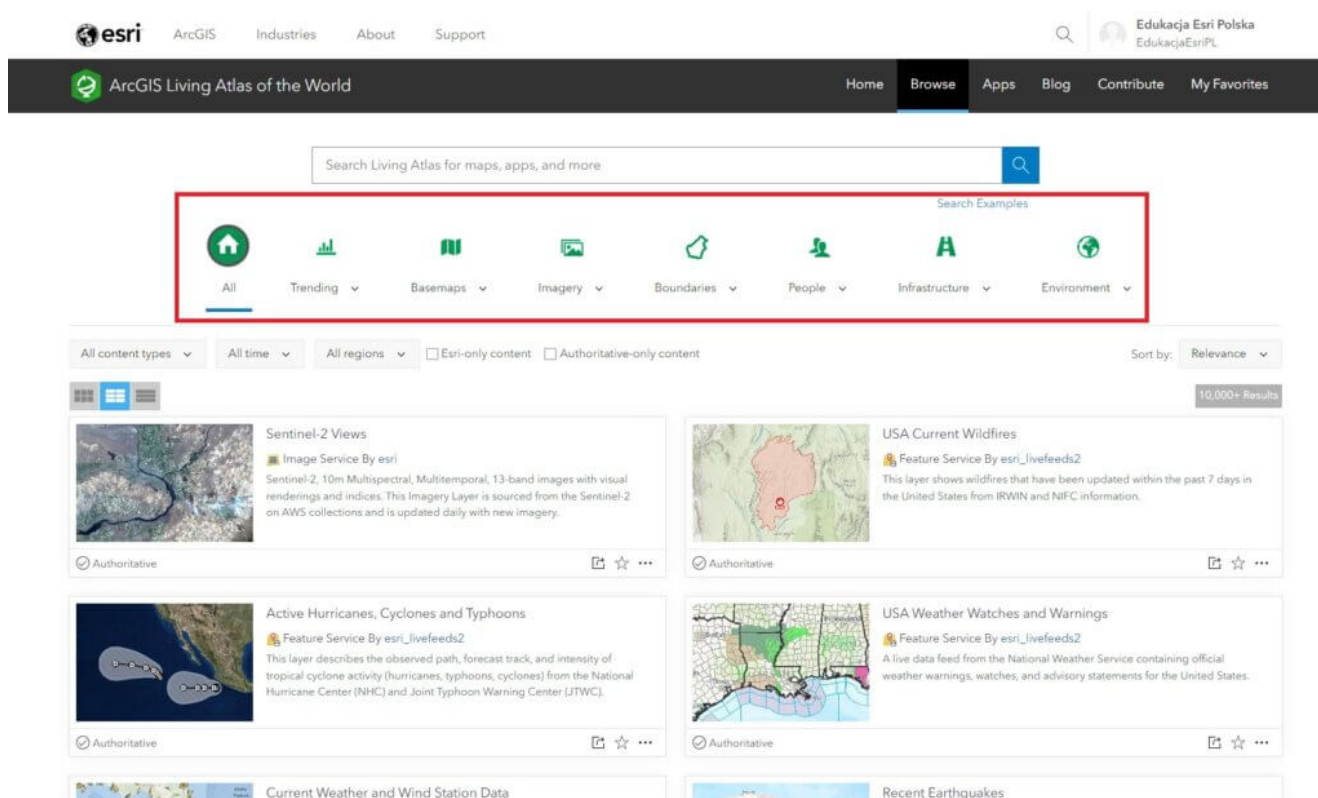 esri ArcGIS Industries About Support Edukacja Esri Polska
EdukacjaEsriPL
ArcGIS Living Atlas of the World Home Browse Apps Blog Contribute My Favorites
Search Living Atlas for maps, apps, and more
Search Examples
All Trending Basemaps Imagery Boundaries People Infrastructure Environment
All content types All time All regions Esri-only content Authoritative-only content Sort by: Relevance
10,000+ Results
Sentinel-2 Views
Image Service By esri
Sentinel-2, 10m Multispectral, Multitemporal, 13-band images with visual
renderings and indices. This Imagery Layer is sourced from the Sentinel-2
on AWS collections and is updated daily with new imagery.
Authoritative
USA Current Wildfires
Feature Service By esri_livefeeds2
This layer shows wildfires that have been updated within the past 7 days in
the United States from IRWIN and NIFC information.
Authoritative
Active Hurricanes, Cyclones and Typhoons
Feature Service By esri_livefeeds2
This layer describes the observed path, forecast track, and intensity of
tropical cyclone activity (hurricanes, typhoons, cyclones) from the National
Hurricane Center (NHC) and Joint Typhoon Warning Center (JTWC).
Authoritative
USA Weather Watches and Warnings
Feature Service By esri_livefeeds2
A live data feed from the National Weather Service containing official
weather warnings, watches, and advisory statements for the United States.
Authoritative
Current Weather and Wind Station Data
Recent Earthquakes